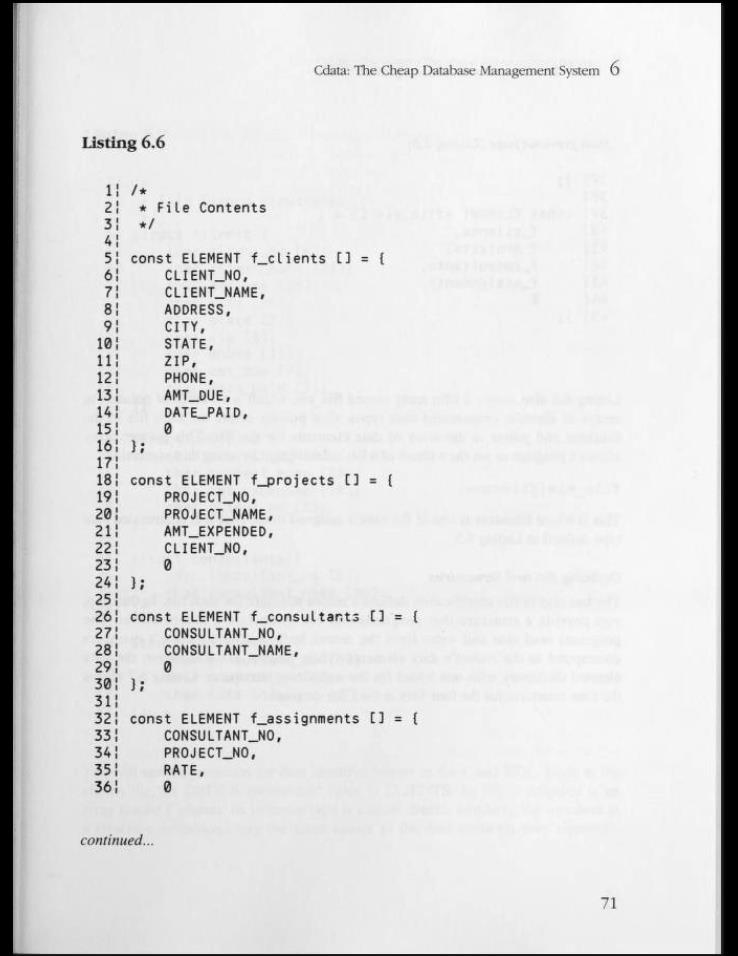 Cdata: The Cheap Database Management System 6
Listing 6.6
1¦ /*
2¦ * File Contents
3¦ */
4¦
5¦ const ELEMENT f_clients [] = {
6¦ CLIENT_NO,
7¦ CLIENT_NAME,
8¦ ADDRESS,
9¦ CITY,
10¦ STATE,
11¦ ZIP,
12¦ PHONE,
13¦ AMT_DUE,
14¦ DATE_PAID,
15¦ 0
16¦ };
17¦
18¦ const ELEMENT f_projects [] = {
19¦ PROJECT_NO,
20¦ PROJECT_NAME,
21¦ AMT_EXPENDED,
22¦ CLIENT_NO,
23¦ 0
24¦ };
25¦
26¦ const ELEMENT f_consultants [] = {
27¦ CONSULTANT_NO,
28¦ CONSULTANT_NAME,
29¦ 0
30¦ };
31¦
32¦ const ELEMENT f_assignments [] = {
33¦ CONSULTANT_NO,
34¦ PROJECT_NO,
35¦ RATE,
36¦ 0
continued...
71